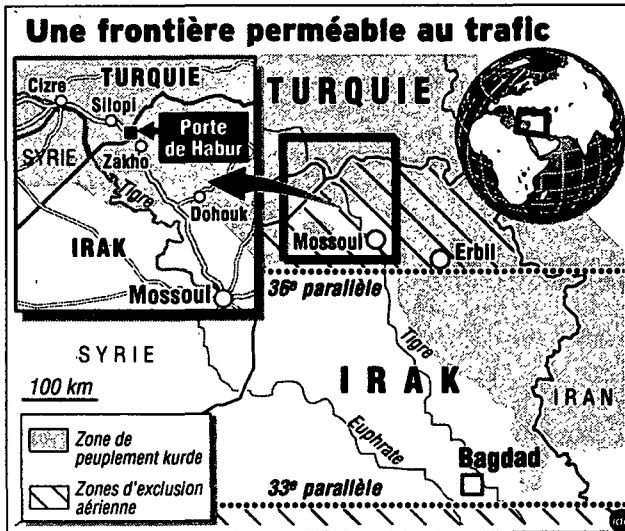 Une frontière perméable au trafic
TURQUIE
Cizre
Silopi
Porte
de Habur
SYRIE
Zakho
Tigre
Dohouk
IRAK
Mossoul
TURQUIE
Mossoul
Erbil
36e parallèle
SYRIE
100 km
Tigre
IRAK
IRAN
Euphrate
Bagdad
Zone de
peuplement kurde
Zones d'exclusion
aérienne
33e parallèle